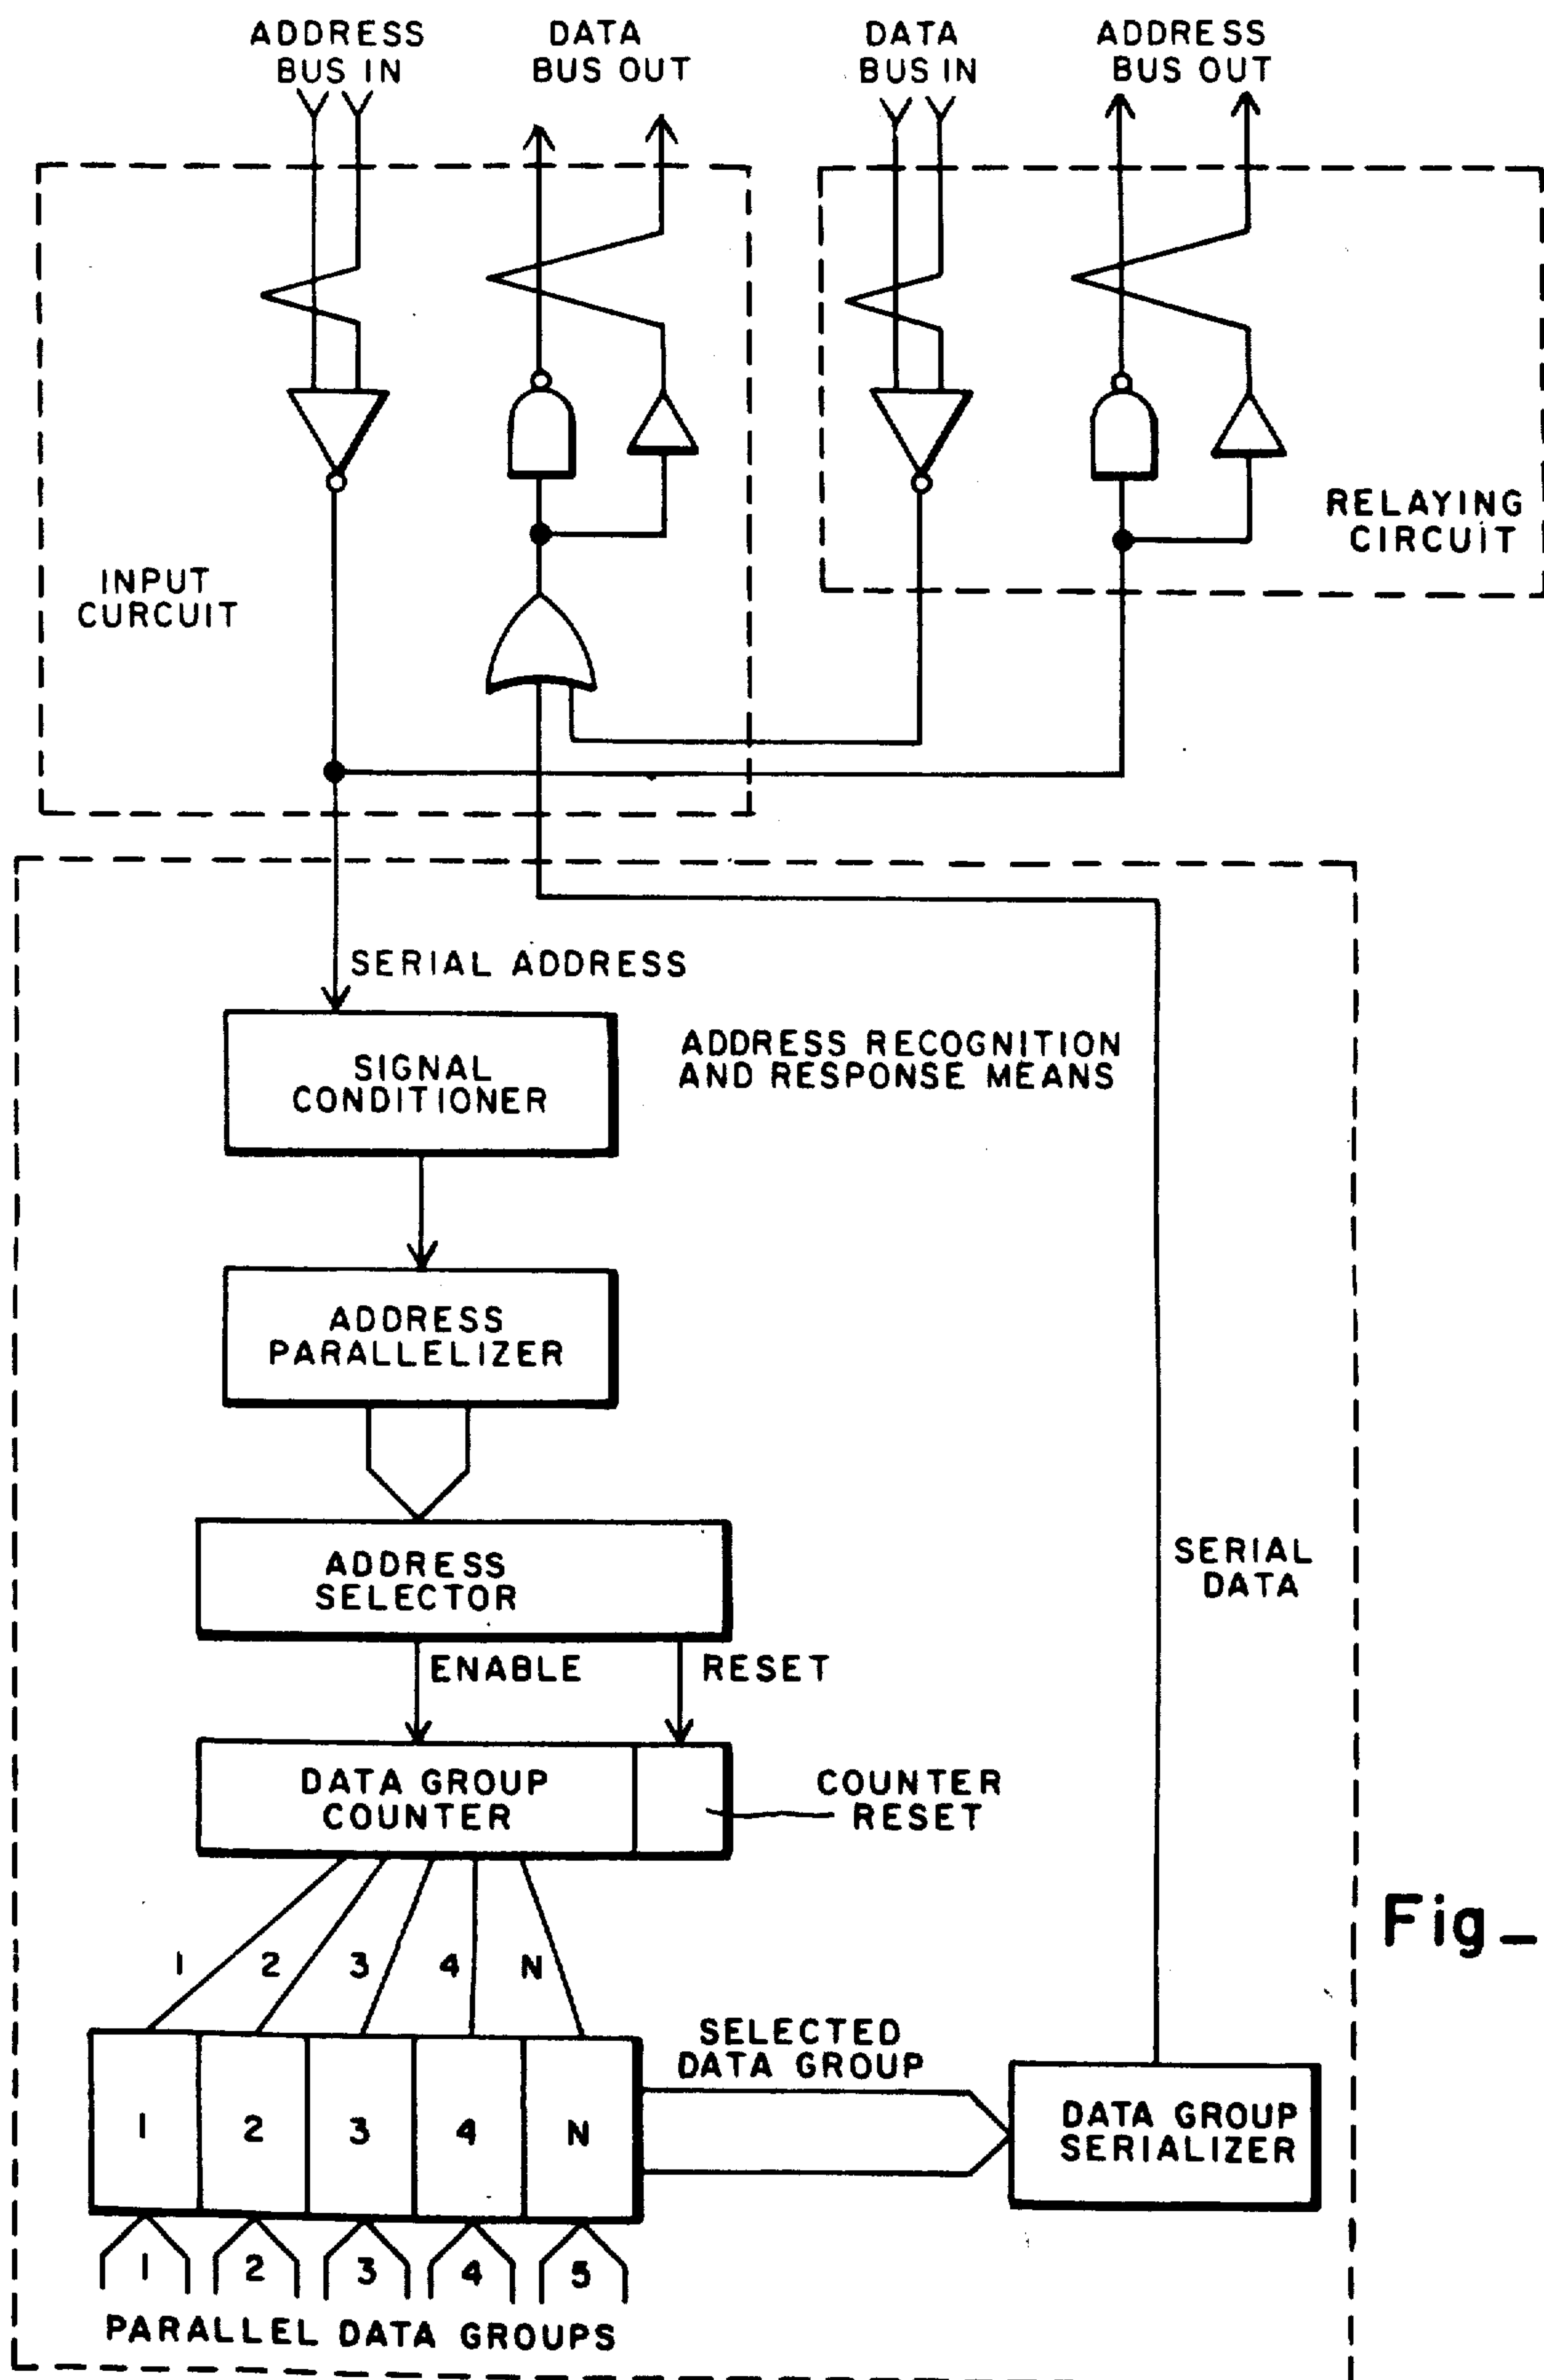 ADDRESS
BUS IN
DATA
BUS OUT
DATA
BUS IN
ADDRESS
BUS OUT
RELAYING
CIRCUIT
INPUT
CURCUIT
SERIAL ADDRESS
SIGNAL
CONDITIONER
ADDRESS RECOGNITION
AND RESPONSE MEANS
ADDRESS
PARALLELIZER
ADDRESS
SELECTOR
SERIAL
DATA
ENABLE
RESET
DATA GROUP
COUNTER
COUNTER
RESET
1 2 3 4 N
Fig_
SELECTED
DATA GROUP
1 2 3 4 N
DATA GROUP
SERIALIZER
1 2 3 4 5
PARALLEL DATA GROUPS